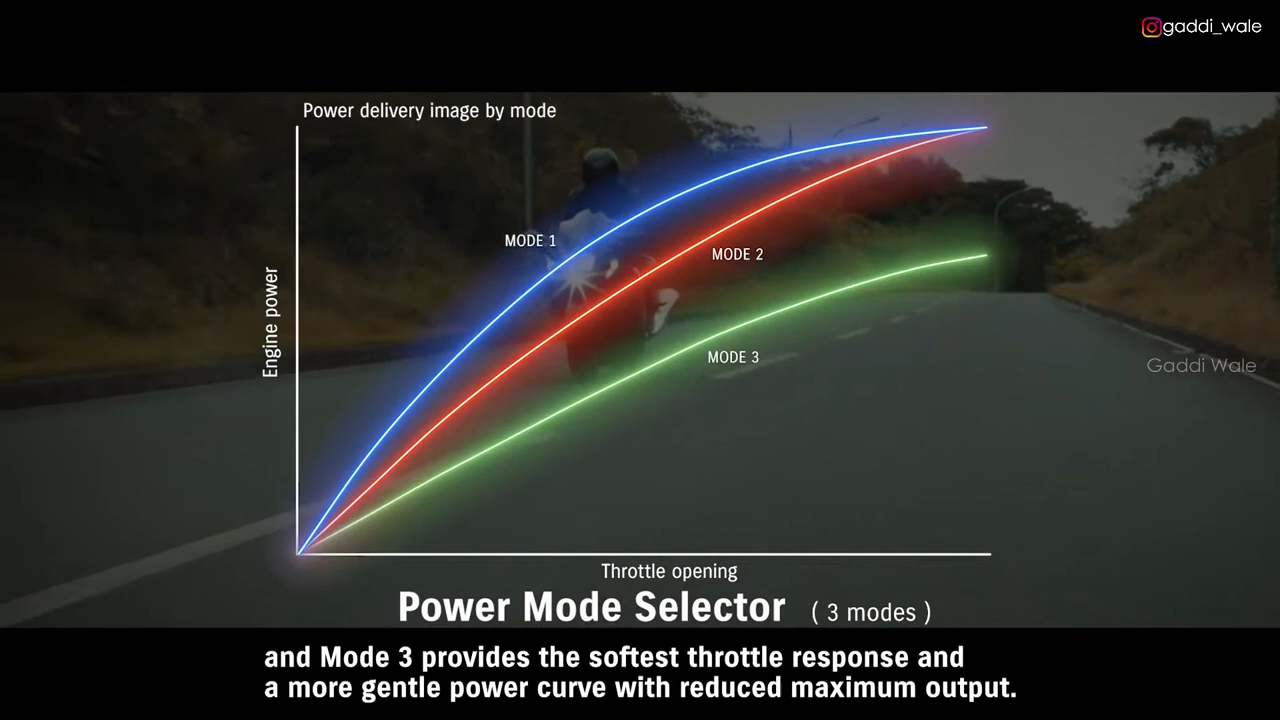 gaddi_wale
Power delivery image by mode
MODE 1
MODE 2
Engine power
MODE 3
Gaddi Wale
Throttle opening
Power Mode Selector ( 3 modes )
and Mode 3 provides the softest throttle response and
a more gentle power curve with reduced maximum output.